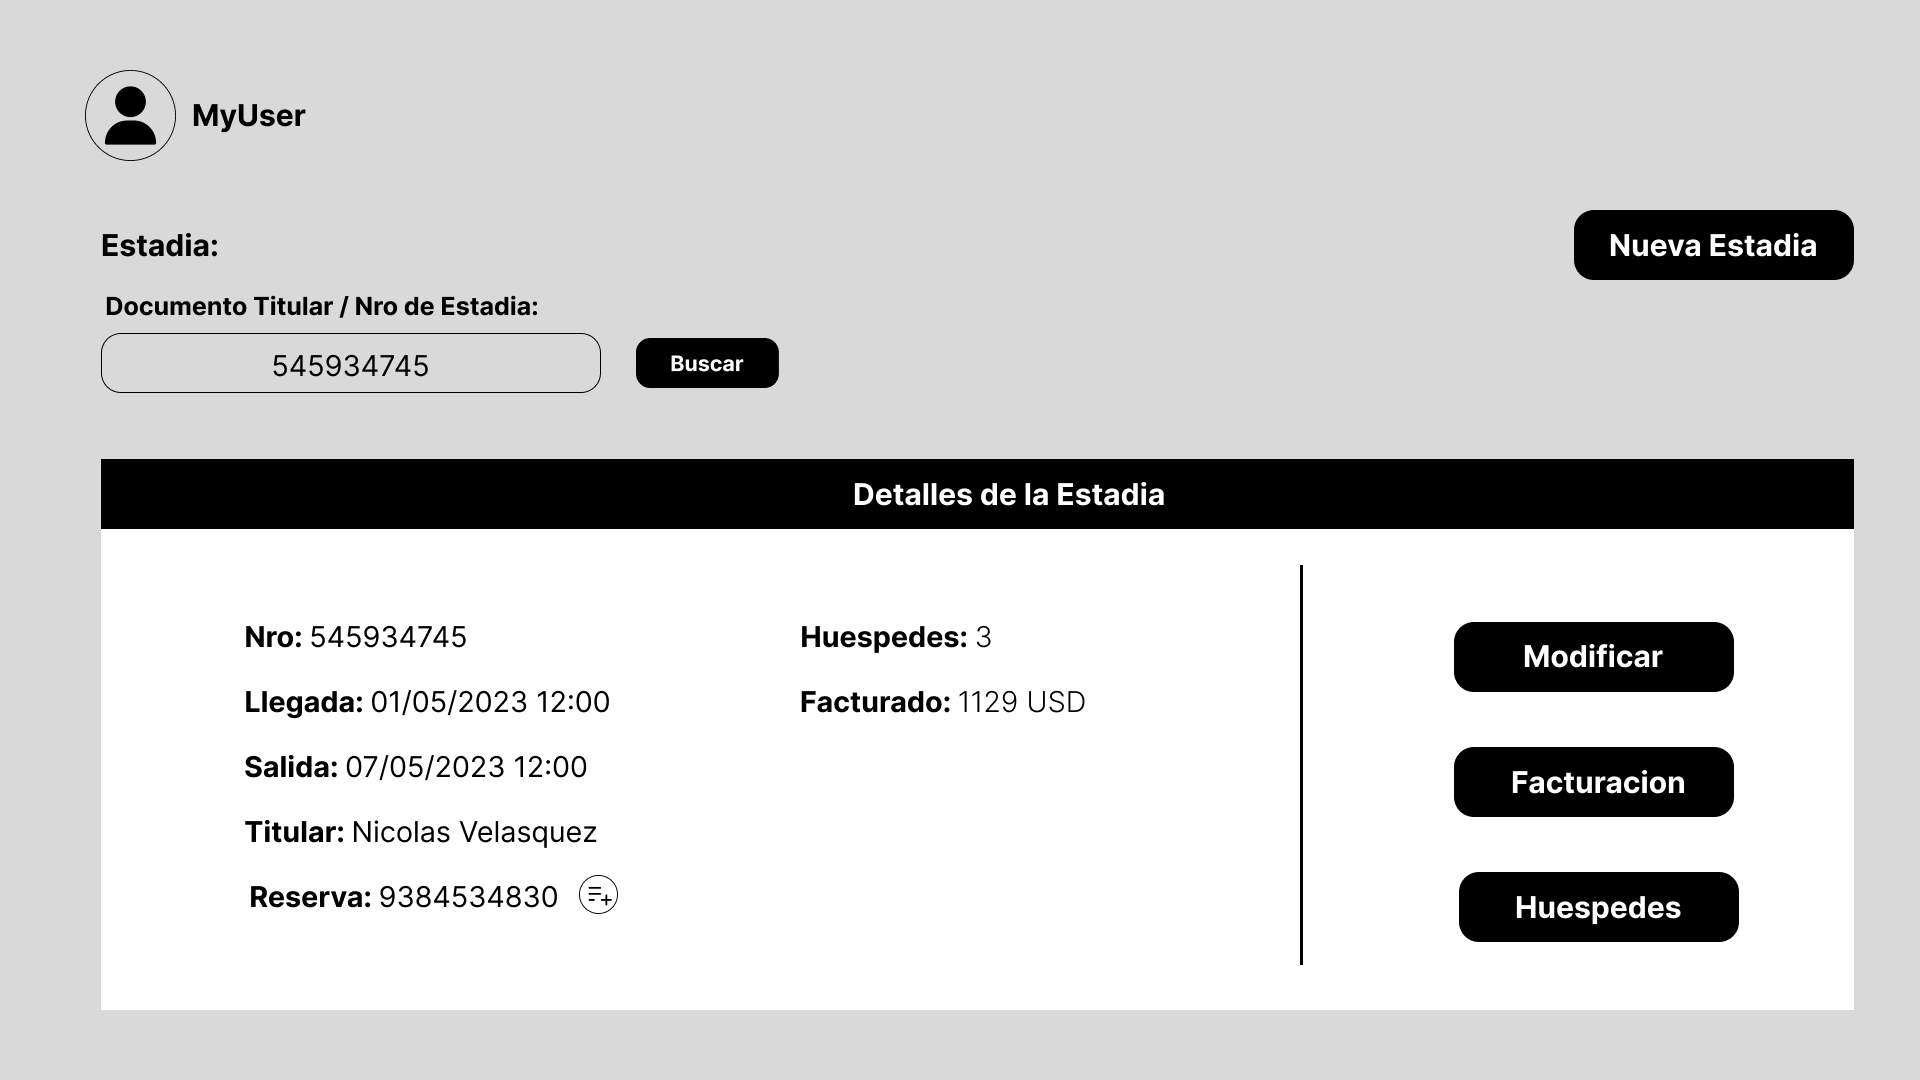 MyUser
Estadia:
Nueva Estadia
Documento Titular / Nro de Estadia:
545934745
Buscar
Detalles de la Estadia
Nro: 545934745
Llegada: 01/05/2023 12:00
Salida: 07/05/2023 12:00
Titular: Nicolas Velasquez
Reserva: 9384534830
Huespedes: 3
Facturado: 1129 USD
Modificar
Facturacion
Huespedes